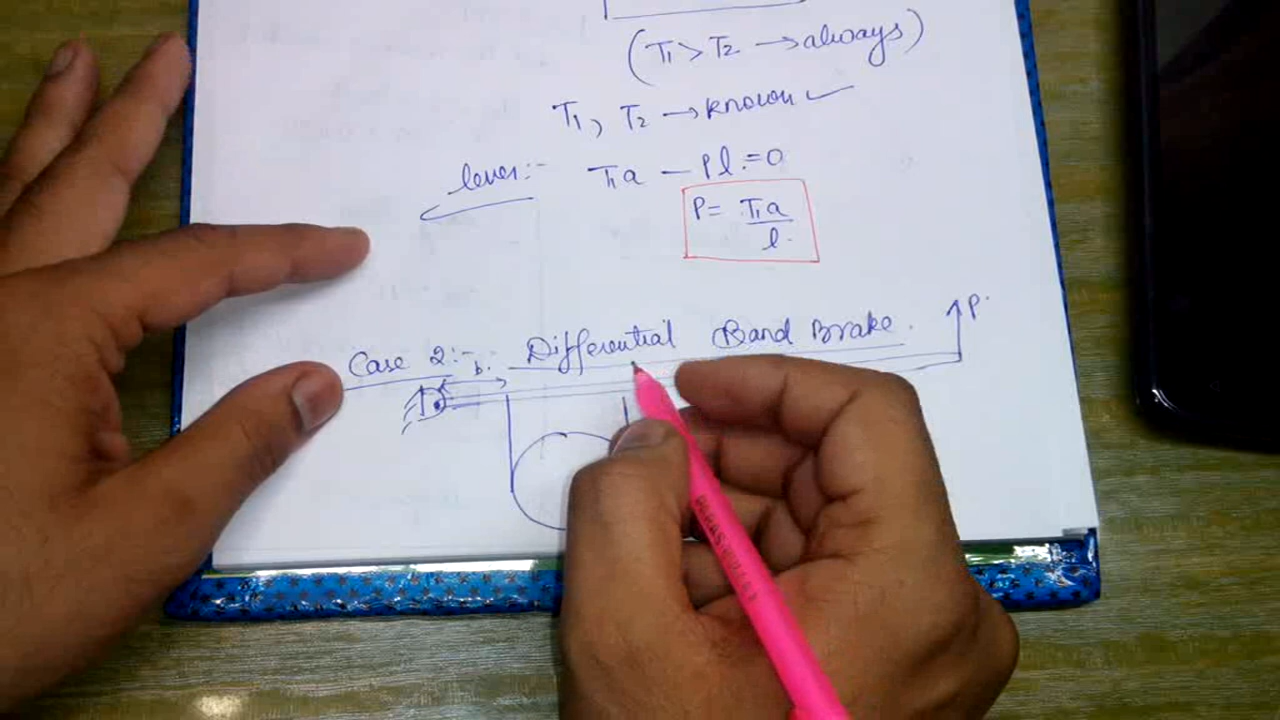 (T1 > T2 → always)
T1, T2 → known ✓
lever:- T1a — Pl = 0
P = T1a / l.
Case 2:- Differential Band Brake.
b.
P.